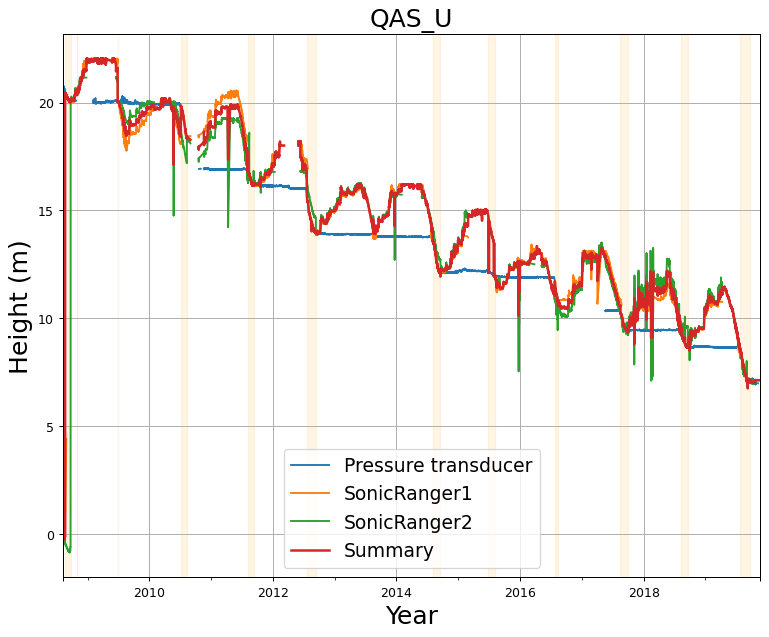 QAS_U
Height (m)
20
15
10
5
0
Pressure transducer
SonicRanger1
SonicRanger2
Summary
2010 2012 2014 2016 2018
Year